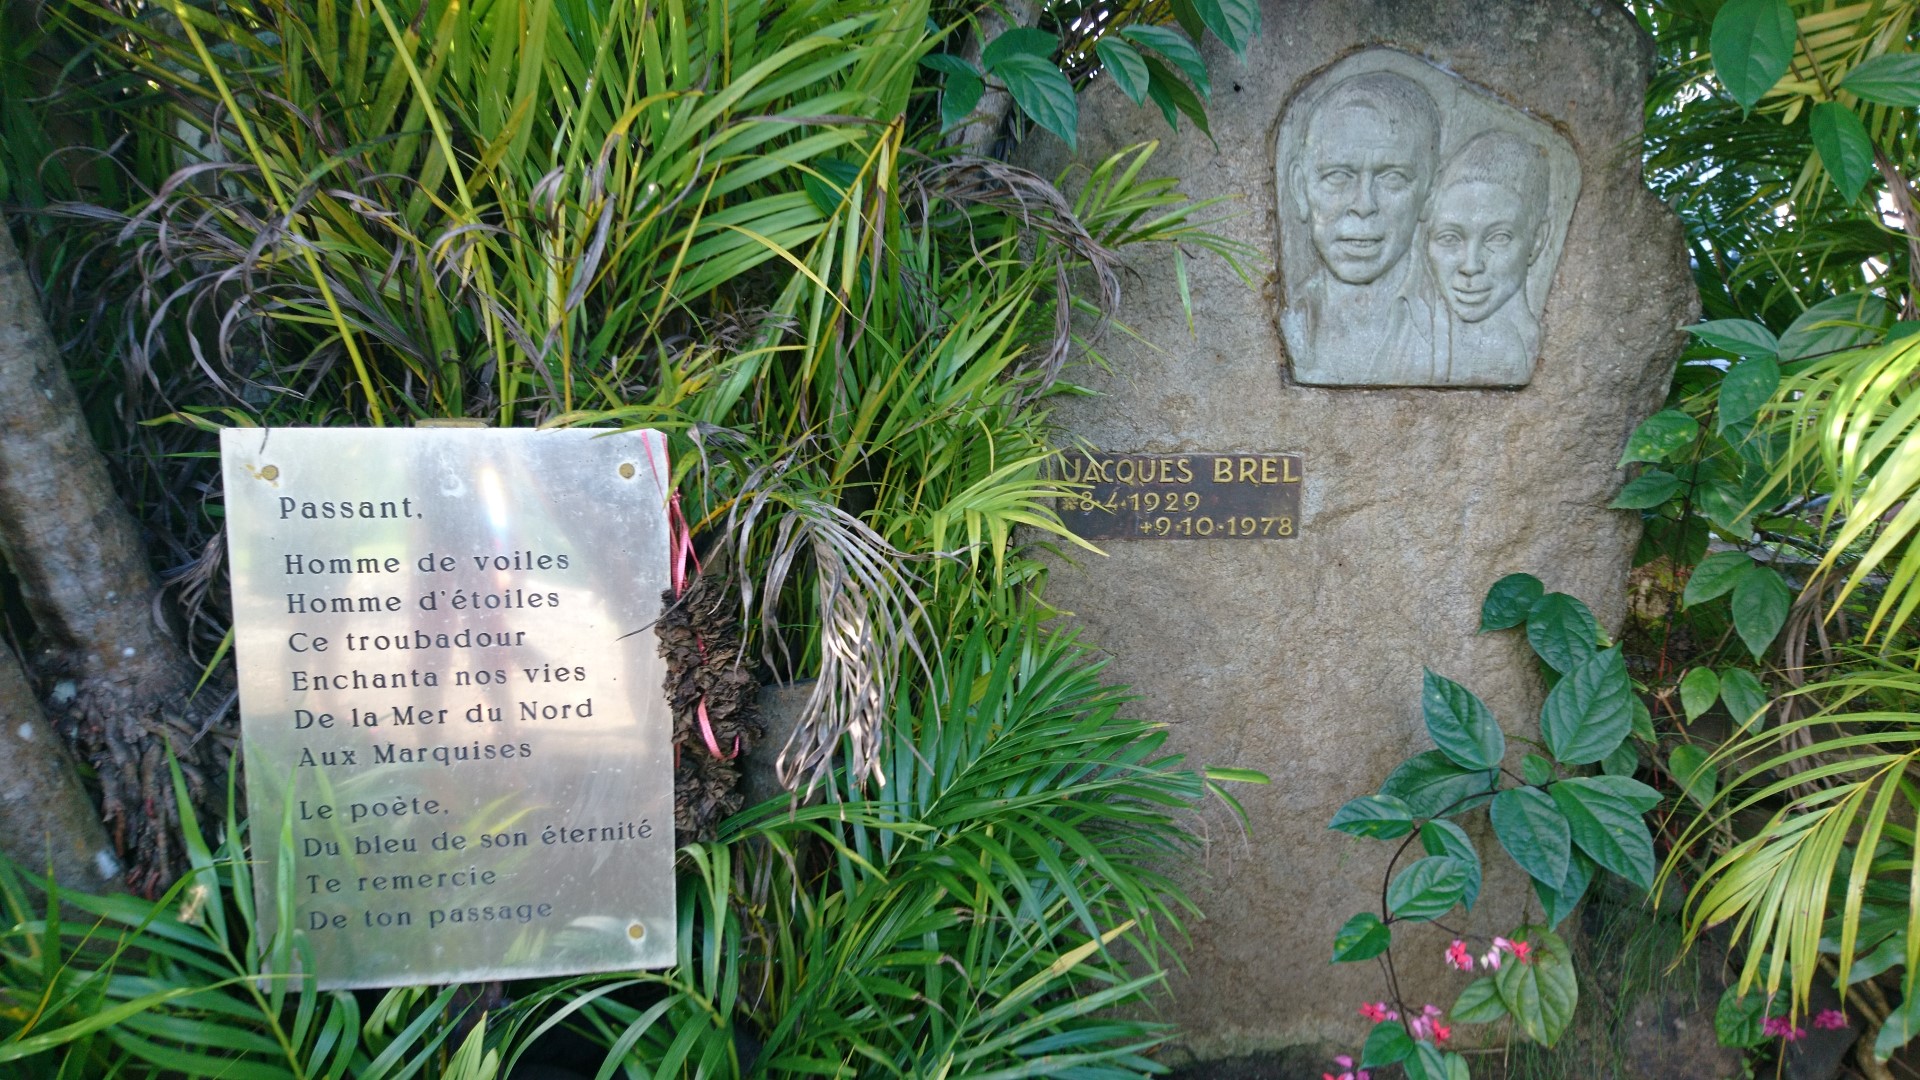 Passant,
Homme de voiles
Homme d'étoiles
Ce troubadour
Enchanta nos vies
De la Mer du Nord
Aux Marquises
Le poète,
Du bleu de son éternité
Te remercie
De ton passage
JACQUES BREL
*8·4·1929
+9·10·1978